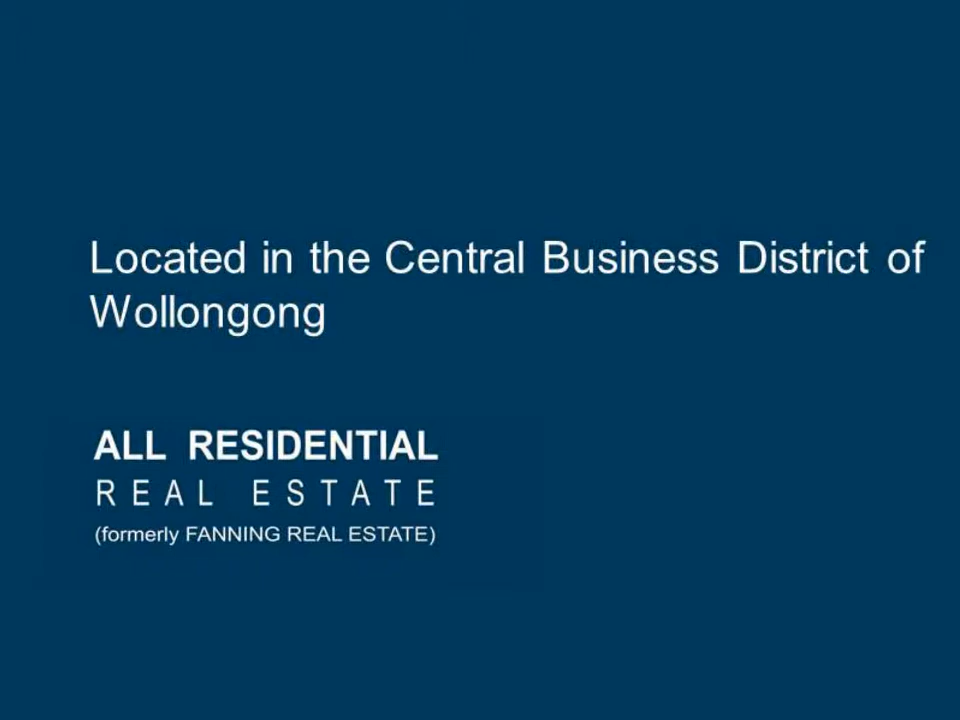 Located in the Central Business District of
Wollongong
ALL RESIDENTIAL
REAL ESTATE
(formerly FANNING REAL ESTATE)